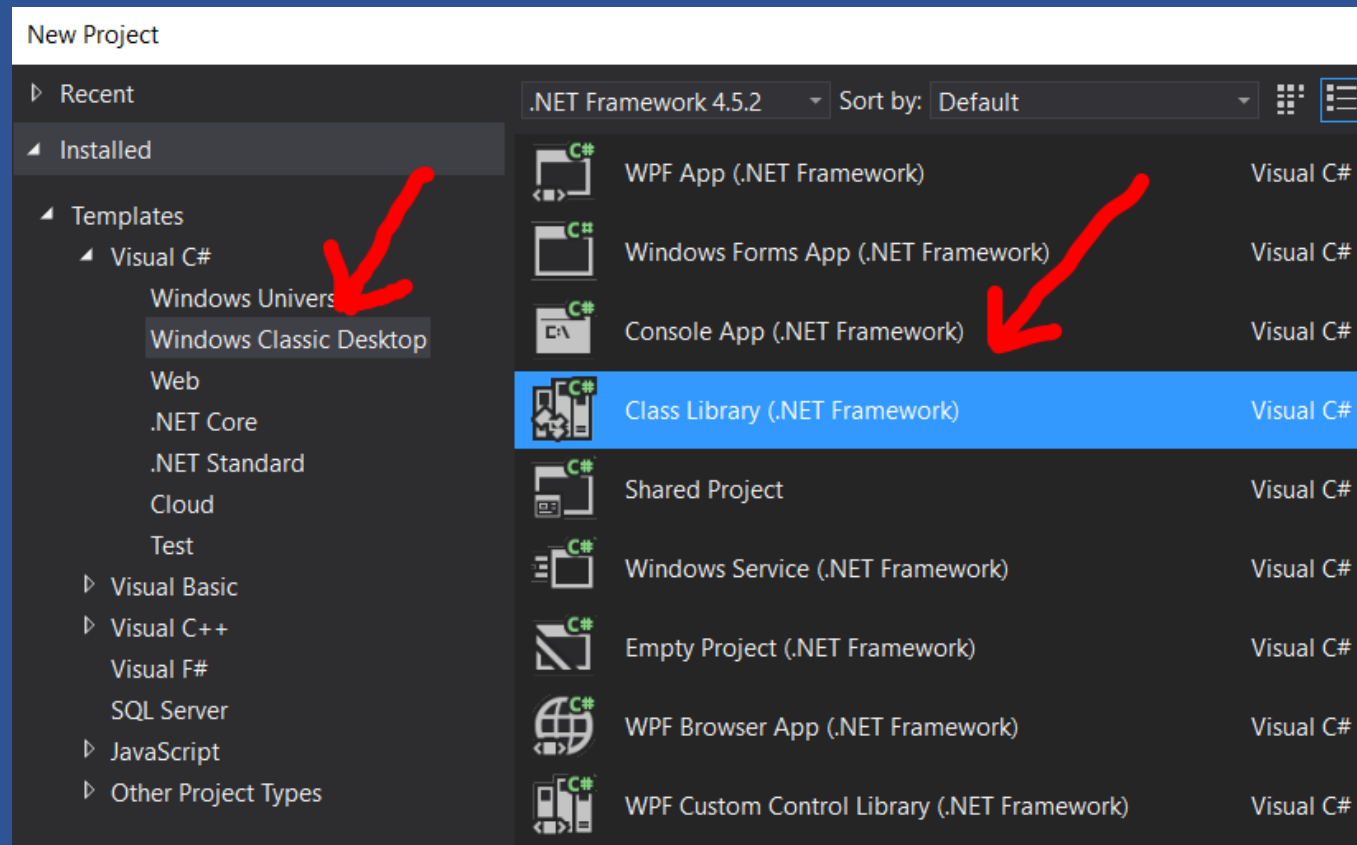 New Project
Recent
Installed
Templates
Visual C#
Windows Univers
Windows Classic Desktop
Web
.NET Core
.NET Standard
Cloud
Test
Visual Basic
Visual C++
Visual F#
SQL Server
JavaScript
Other Project Types
.NET Framework 4.5.2 Sort by: Default
C# WPF App (.NET Framework) Visual C#
C# Windows Forms App (.NET Framework) Visual C#
C# C:\ Console App (.NET Framework) Visual C#
C# Class Library (.NET Framework) Visual C#
C# Shared Project Visual C#
C# Windows Service (.NET Framework) Visual C#
C# Empty Project (.NET Framework) Visual C#
C# WPF Browser App (.NET Framework) Visual C#
C# WPF Custom Control Library (.NET Framework) Visual C#